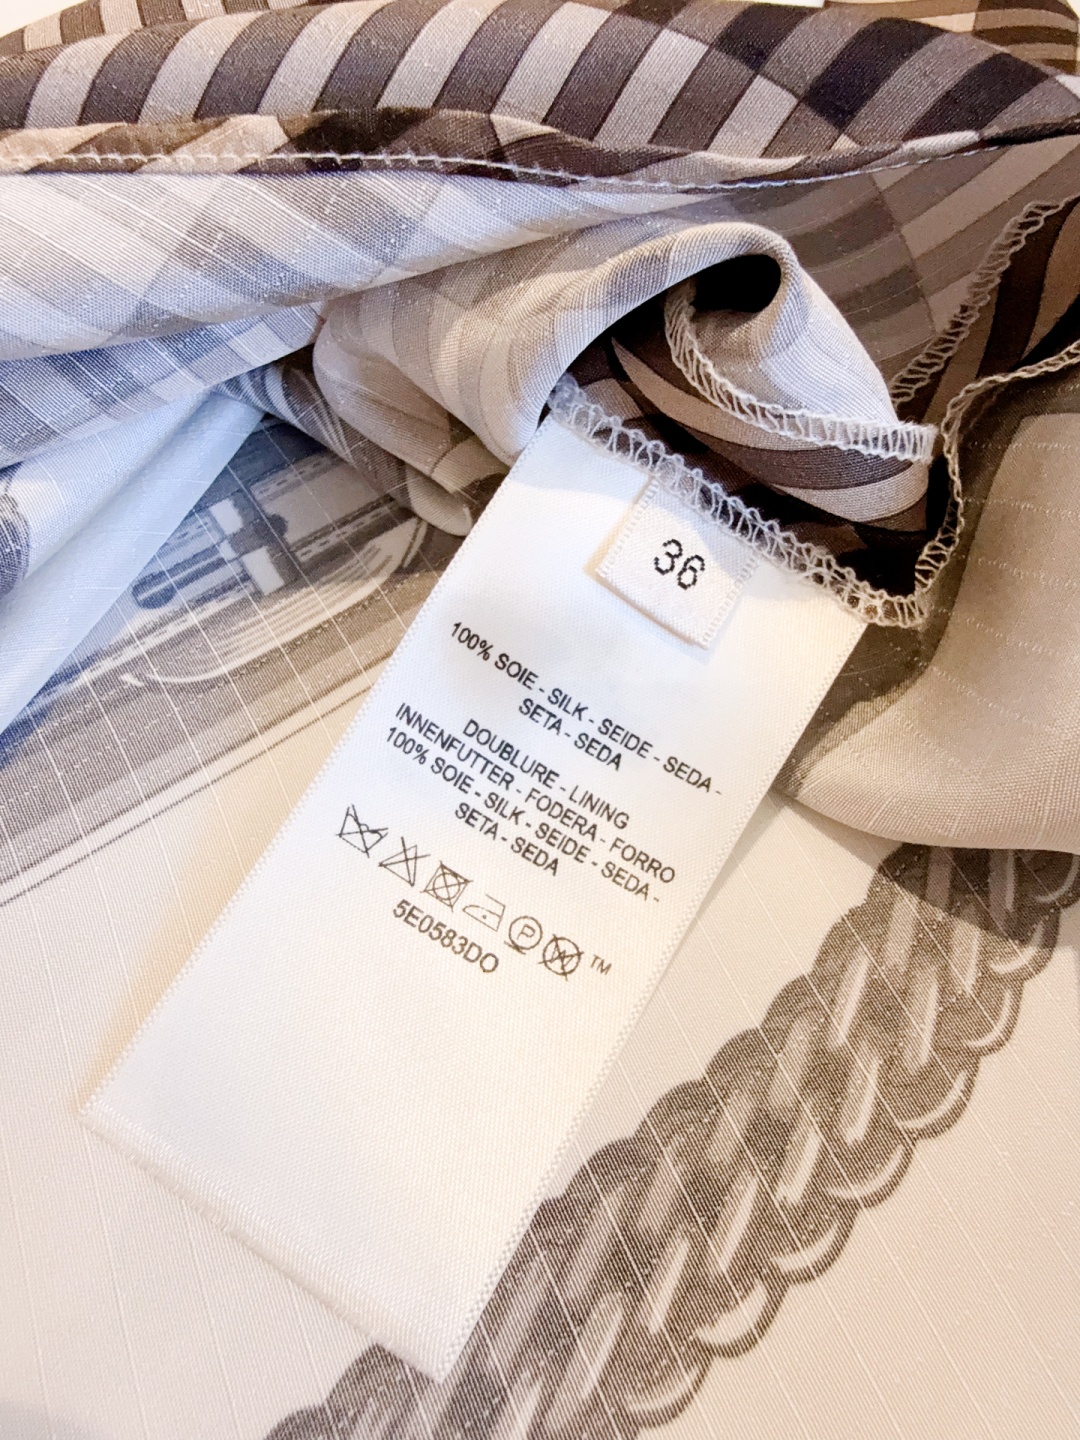 36
100% SOIE - SILK - SEIDE - SEDA -
SETA - SEDA
DOUBLURE - LINING
INNENFUTTER - FODERA - FORRO
100% SOIE - SILK - SEIDE - SEDA -
SETA - SEDA
P W TM
5E0583DO